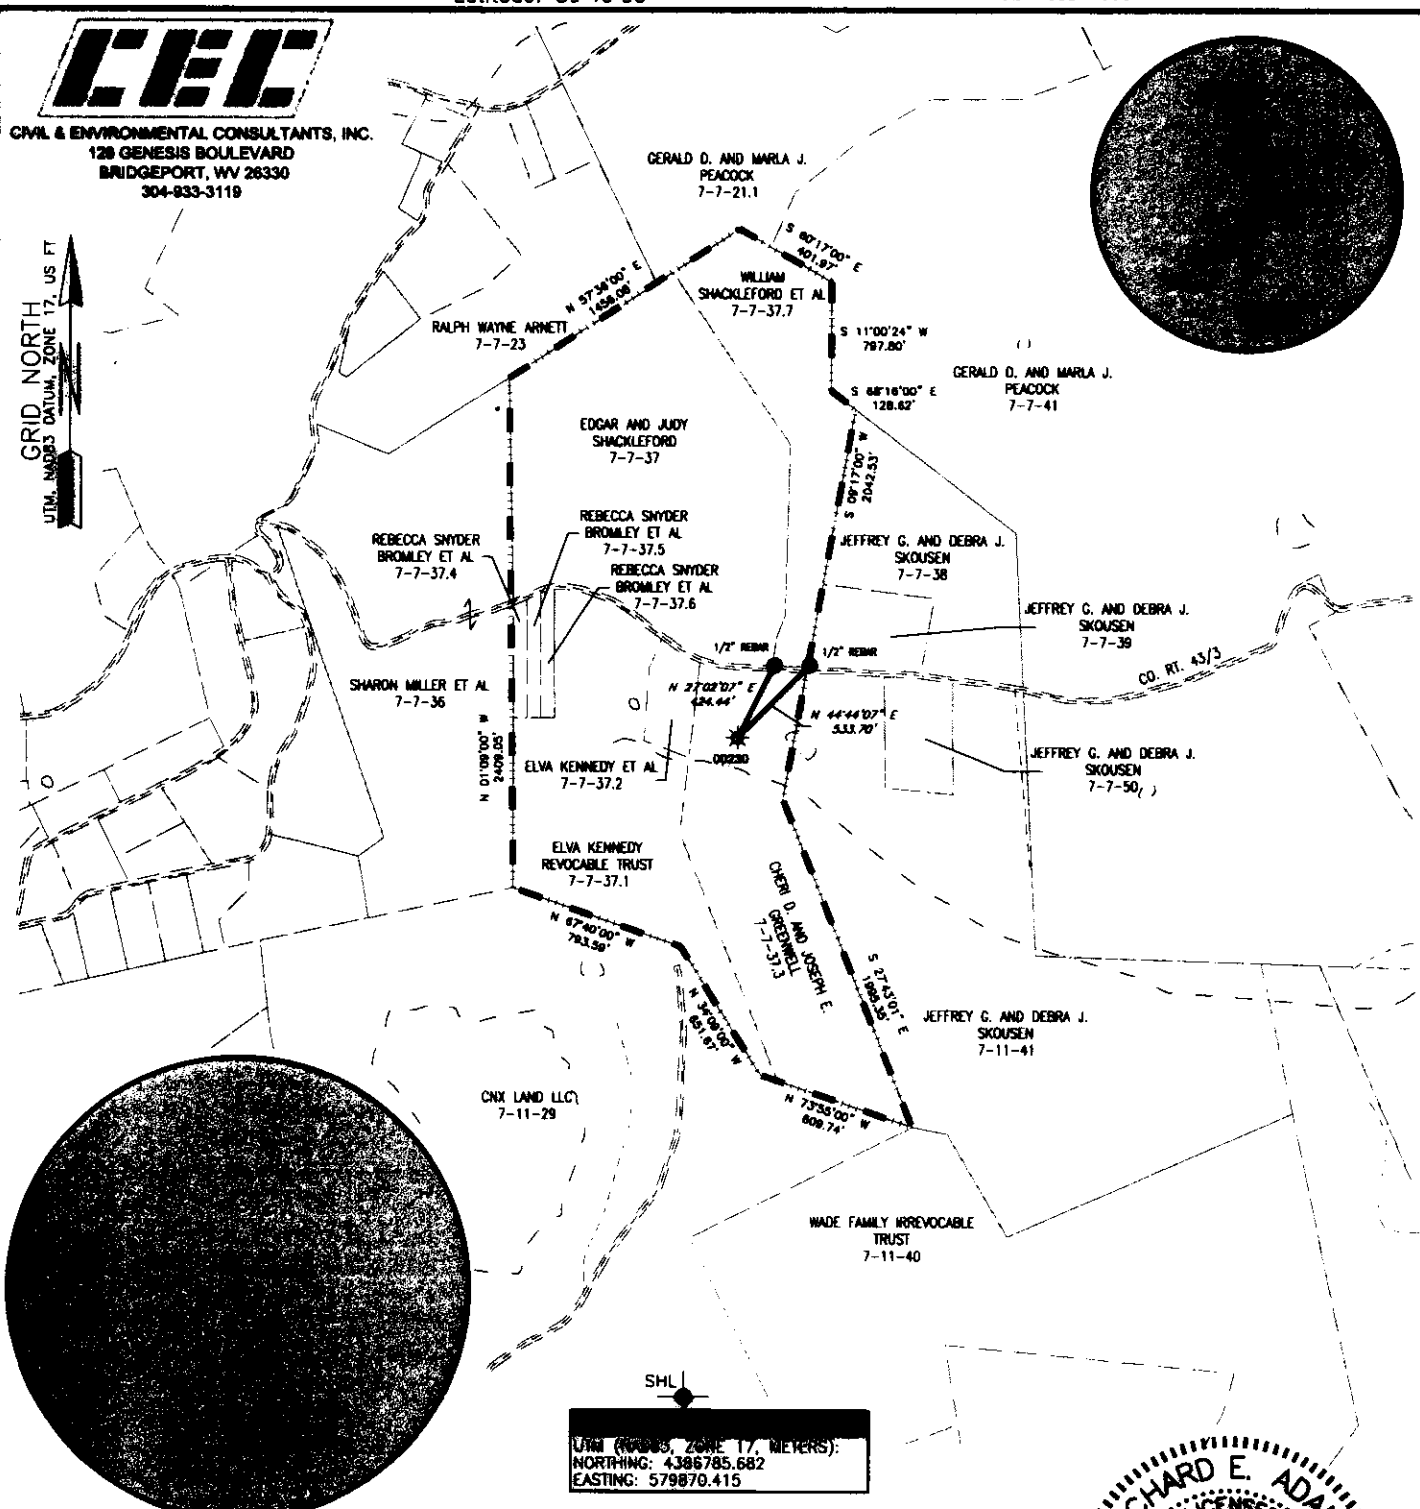 CEC
CIVIL & ENVIRONMENTAL CONSULTANTS, INC.
128 GENESIS BOULEVARD
BRIDGEPORT, WV 26330
304-933-3119
GRID NORTH
UTM, NAD83 DATUM, ZONE 17, US FT
GERALD D. AND MARLA J.
PEACOCK
7-7-21.1
S 60°17'00" E
401.97'
N 57°36'00" E
WILLIAM
SHACKLEFORD ET AL
7-7-37.7
RALPH WAYNE ARNETT
7-7-23
S 11°00'24" W
797.80'
GERALD D. AND MARLA J.
PEACOCK
7-7-41
S 68°16'00" E
128.62'
EDGAR AND JUDY
SHACKLEFORD
7-7-37
S 09°17'00" W
2042.53'
REBECCA SNYDER
BROMLEY ET AL
7-7-37.5
REBECCA SNYDER
BROMLEY ET AL
7-7-37.4
JEFFREY G. AND DEBRA J.
SKOUSEN
7-7-38
REBECCA SNYDER
BROMLEY ET AL
7-7-37.6
JEFFREY G. AND DEBRA J.
SKOUSEN
7-7-39
1/2" REBAR
1/2" REBAR
CO. RT. 43/3
SHARON MILLER ET AL
7-7-36
N 27°02'07" E
424.44'
N 44°44'07" E
533.70'
N 01°09'00" W
2409.05'
00230
ELVA KENNEDY ET AL
7-7-37.2
JEFFREY G. AND DEBRA J.
SKOUSEN
7-7-50
ELVA KENNEDY
REVOCABLE TRUST
7-7-37.1
CHERI D. AND JOSEPH E.
GREENWELL
7-7-37.3
N 67°40'00" W
793.59'
S 27°43'01" E
1995.35'
N 34°09'00" W
651.67'
JEFFREY G. AND DEBRA J.
SKOUSEN
7-11-41
CNX LAND LLC
7-11-29
N 73°55'00" W
609.74'
WADE FAMILY IRREVOCABLE
TRUST
7-11-40
SHL
UTM (NAD83, ZONE 17, METERS):
NORTHING: 4386785.682
EASTING: 579870.415